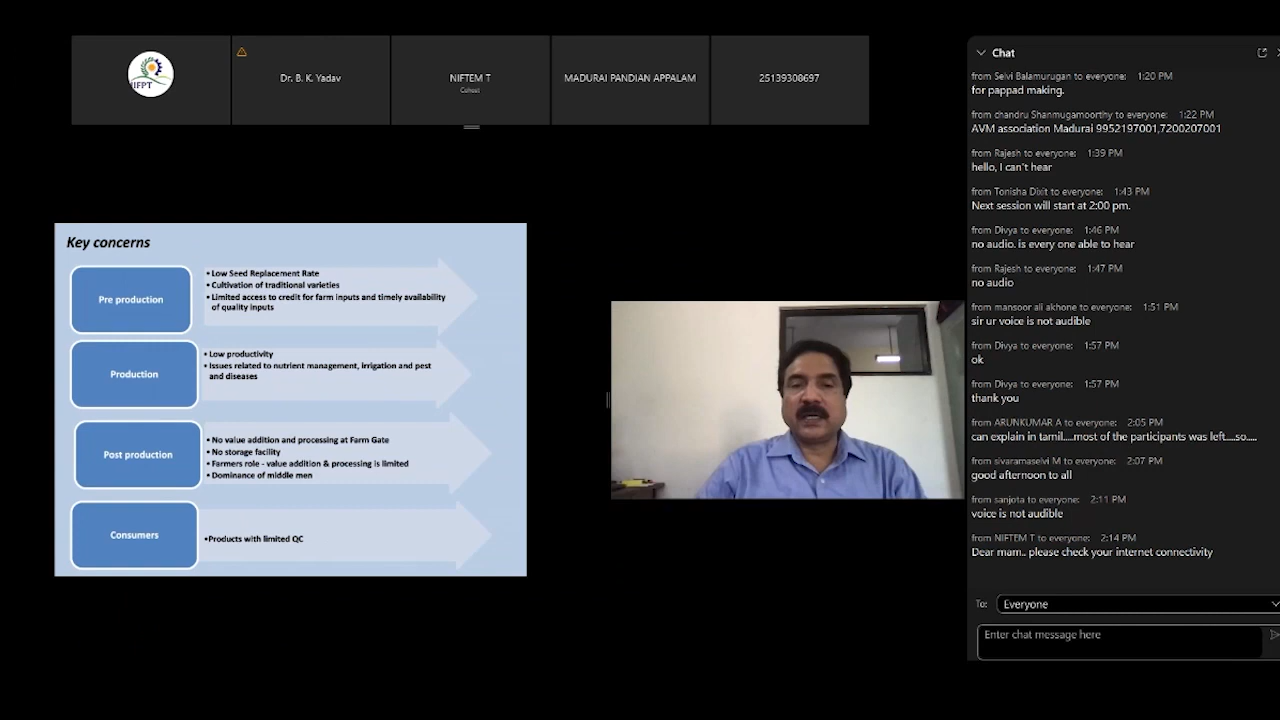 IIFPT
Dr. B. K. Yadav
NIFTEM T
Cohost
MADURAI PANDIAN APPALAM
25139308697
Key concerns
Pre production
• Low Seed Replacement Rate
• Cultivation of traditional varieties
• Limited access to credit for farm inputs and timely availability
of quality inputs
Production
• Low productivity
• Issues related to nutrient management, irrigation and pest
and diseases
Post production
• No value addition and processing at Farm Gate
• No storage facility
• Farmers role - value addition & processing is limited
• Dominance of middle men
Consumers
•Products with limited QC
Chat
from Selvi Balamurugan to everyone: 1:20 PM
for pappad making.
from chandru Shanmugamoorthy to everyone: 1:22 PM
AVM association Madurai 9952197001,7200207001
from Rajesh to everyone: 1:39 PM
hello, I can't hear
from Tonisha Dixit to everyone: 1:43 PM
Next session will start at 2:00 pm.
from Divya to everyone: 1:46 PM
no audio. is every one able to hear
from Rajesh to everyone: 1:47 PM
no audio
from mansoor ali akhone to everyone: 1:51 PM
sir ur voice is not audible
from Divya to everyone: 1:57 PM
ok
from Divya to everyone: 1:57 PM
thank you
from ARUNKUMAR A to everyone: 2:05 PM
can explain in tamil.....most of the participants was left.....so.....
from sivaramaselvi M to everyone: 2:07 PM
good afternoon to all
from sanjota to everyone: 2:11 PM
voice is not audible
from NIFTEM T to everyone: 2:14 PM
Dear mam.. please check your internet connectivity
To: Everyone
Enter chat message here